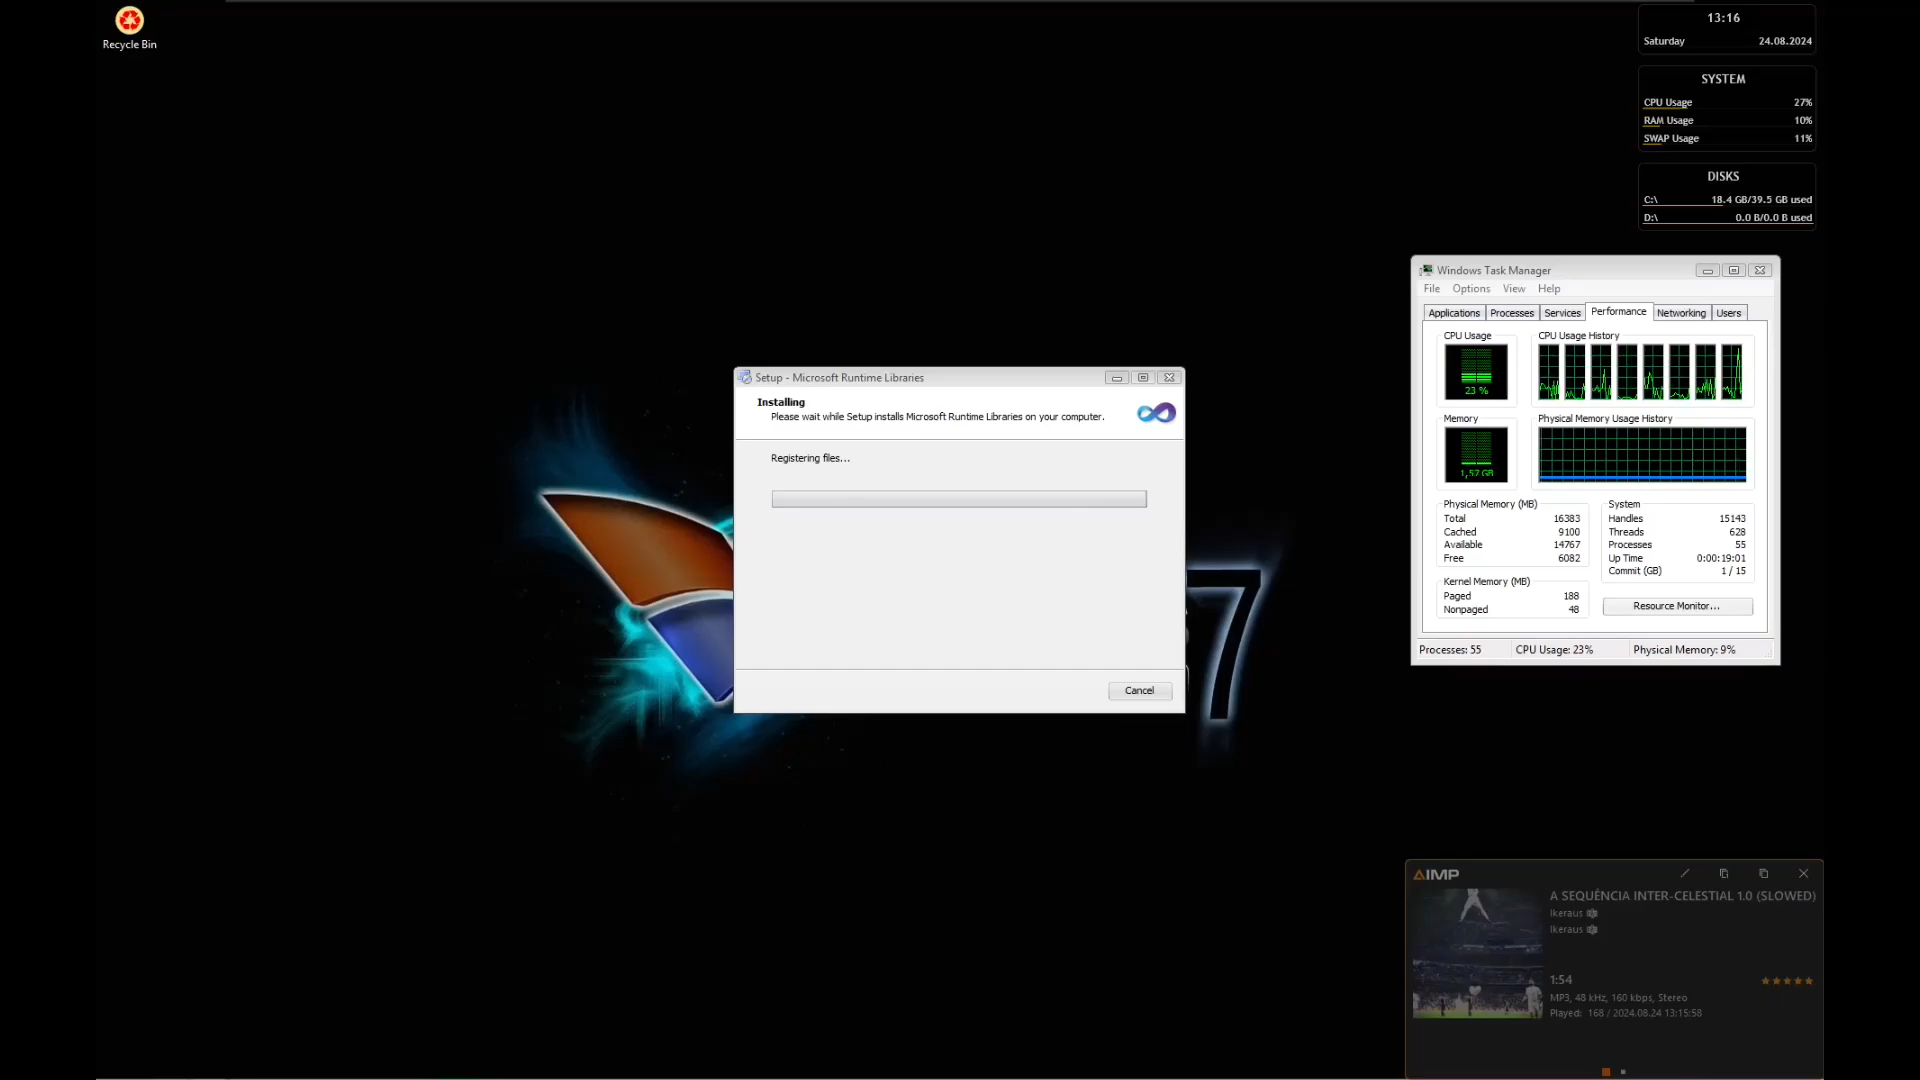 Recycle Bin
13:16
Saturday 24.08.2024
SYSTEM
CPU Usage 27%
RAM Usage 10%
SWAP Usage 11%
DISKS
C:\ 18.4 GB/39.5 GB used
D:\ 0.0 B/0.0 B used
Windows Task Manager
File Options View Help
Applications Processes Services Performance Networking Users
CPU Usage CPU Usage History
23 %
Memory Physical Memory Usage History
1,57 GB
Physical Memory (MB)
Total 16383
Cached 9100
Available 14767
Free 6082
System
Handles 15143
Threads 628
Processes 55
Up Time 0:00:19:01
Commit (GB) 1 / 15
Kernel Memory (MB)
Paged 188
Nonpaged 48
Resource Monitor...
Processes: 55 CPU Usage: 23% Physical Memory: 9%
Setup - Microsoft Runtime Libraries
Installing
Please wait while Setup installs Microsoft Runtime Libraries on your computer.
Registering files...
Cancel
7
AIMP
A SEQUÊNCIA INTER-CELESTIAL 1.0 (SLOWED)
Ikeraus
Ikeraus
1:54
MP3, 48 kHz, 160 kbps, Stereo
Played: 168 / 2024.08.24 13:15:58